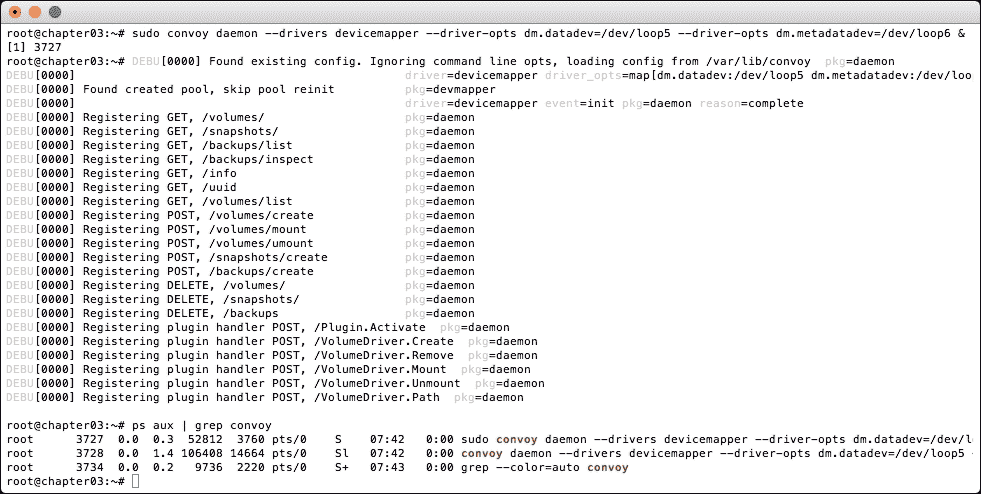 root@chapter03:~# sudo convoy daemon --drivers devicemapper --driver-opts dm.datadev=/dev/loop5 --driver-opts dm.metadatadev=/dev/loop6 &
[1] 3727
root@chapter03:~# DEBU[0000] Found existing config. Ignoring command line opts, loading config from /var/lib/convoy  pkg=daemon
DEBU[0000]                                               driver=devicemapper driver_opts=map[dm.datadev:/dev/loop5 dm.metadatadev:/dev/loo
DEBU[0000] Found created pool, skip pool reinit          pkg=devmapper
DEBU[0000]                                               driver=devicemapper event=init pkg=daemon reason=complete
DEBU[0000] Registering GET, /volumes/                    pkg=daemon
DEBU[0000] Registering GET, /snapshots/                  pkg=daemon
DEBU[0000] Registering GET, /backups/list                pkg=daemon
DEBU[0000] Registering GET, /backups/inspect             pkg=daemon
DEBU[0000] Registering GET, /info                        pkg=daemon
DEBU[0000] Registering GET, /uuid                        pkg=daemon
DEBU[0000] Registering GET, /volumes/list                pkg=daemon
DEBU[0000] Registering POST, /volumes/create             pkg=daemon
DEBU[0000] Registering POST, /volumes/mount              pkg=daemon
DEBU[0000] Registering POST, /volumes/umount             pkg=daemon
DEBU[0000] Registering POST, /snapshots/create           pkg=daemon
DEBU[0000] Registering POST, /backups/create             pkg=daemon
DEBU[0000] Registering DELETE, /volumes/                 pkg=daemon
DEBU[0000] Registering DELETE, /snapshots/               pkg=daemon
DEBU[0000] Registering DELETE, /backups                  pkg=daemon
DEBU[0000] Registering plugin handler POST, /Plugin.Activate  pkg=daemon
DEBU[0000] Registering plugin handler POST, /VolumeDriver.Create  pkg=daemon
DEBU[0000] Registering plugin handler POST, /VolumeDriver.Remove  pkg=daemon
DEBU[0000] Registering plugin handler POST, /VolumeDriver.Mount  pkg=daemon
DEBU[0000] Registering plugin handler POST, /VolumeDriver.Unmount  pkg=daemon
DEBU[0000] Registering plugin handler POST, /VolumeDriver.Path  pkg=daemon
root@chapter03:~# ps aux | grep convoy
root      3727  0.0  0.3  52812  3760 pts/0    S    07:42   0:00 sudo convoy daemon --drivers devicemapper --driver-opts dm.datadev=/dev/l
root      3728  0.0  1.4 106408 14664 pts/0    Sl   07:42   0:00 convoy daemon --drivers devicemapper --driver-opts dm.datadev=/dev/loop5 -
root      3734  0.0  0.2   9736  2220 pts/0    S+   07:43   0:00 grep --color=auto convoy
root@chapter03:~#